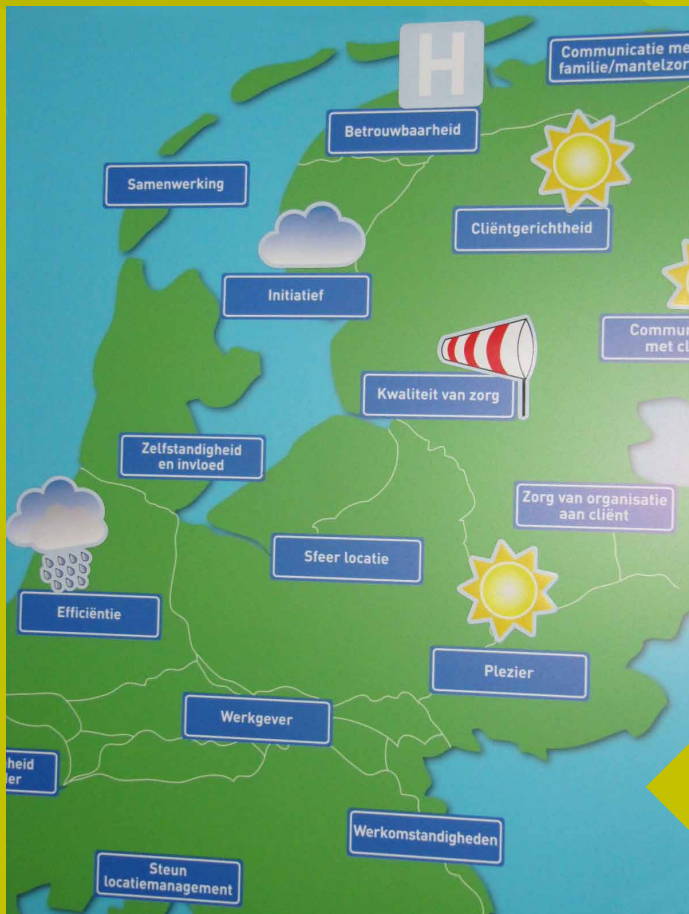 H
Communicatie me
familie/mantelzor
Betrouwbaarheid
Samenwerking
Cliëntgerichtheid
Initiatief
Commun
met cl
Kwaliteit van zorg
Zelfstandigheid
en invloed
Zorg van organisatie
aan cliënt
Sfeer locatie
Efficiëntie
Plezier
Werkgever
heid
der
Werkomstandigheden
Steun
locatiemanagement